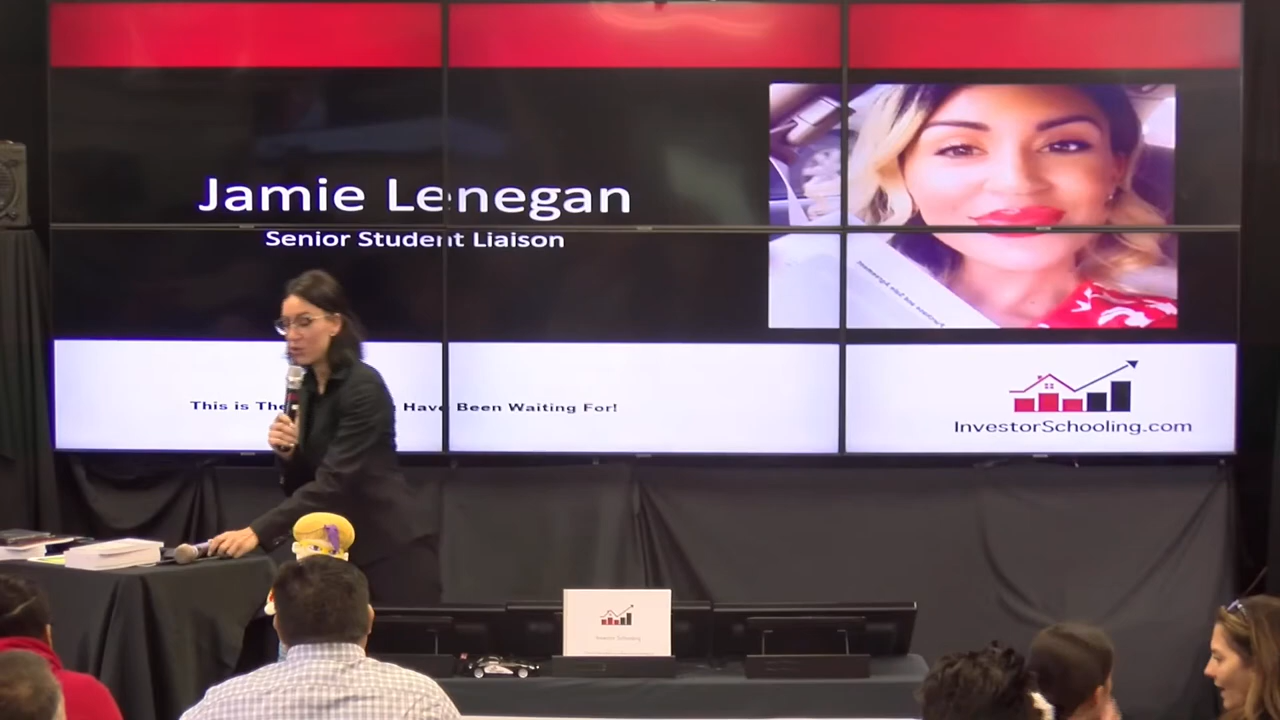 Jamie Lenegan
Senior Student Liaison
This is The Have Been Waiting For!
InvestorSchooling.com
Investor Schooling